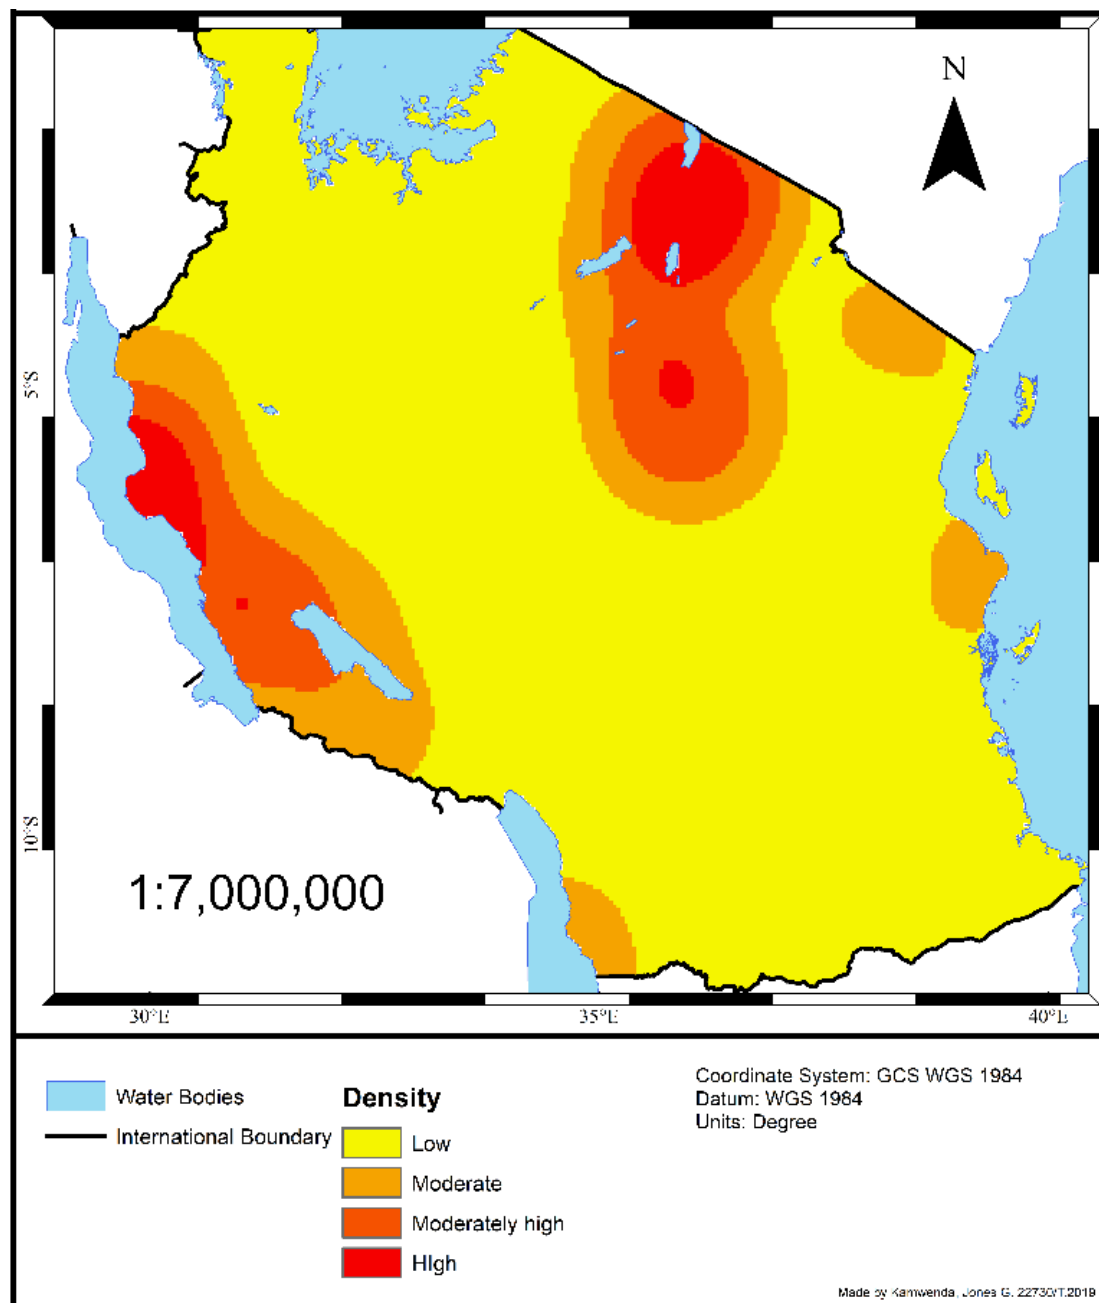 N
5°S
10°S
1:7,000,000
30°E
35°E
40°E
Water Bodies
International Boundary
Density
Low
Moderate
Moderately high
HIgh
Coordinate System: GCS WGS 1984
Datum: WGS 1984
Units: Degree
Made by Kamwenda, Jones G. 22730/T.2019